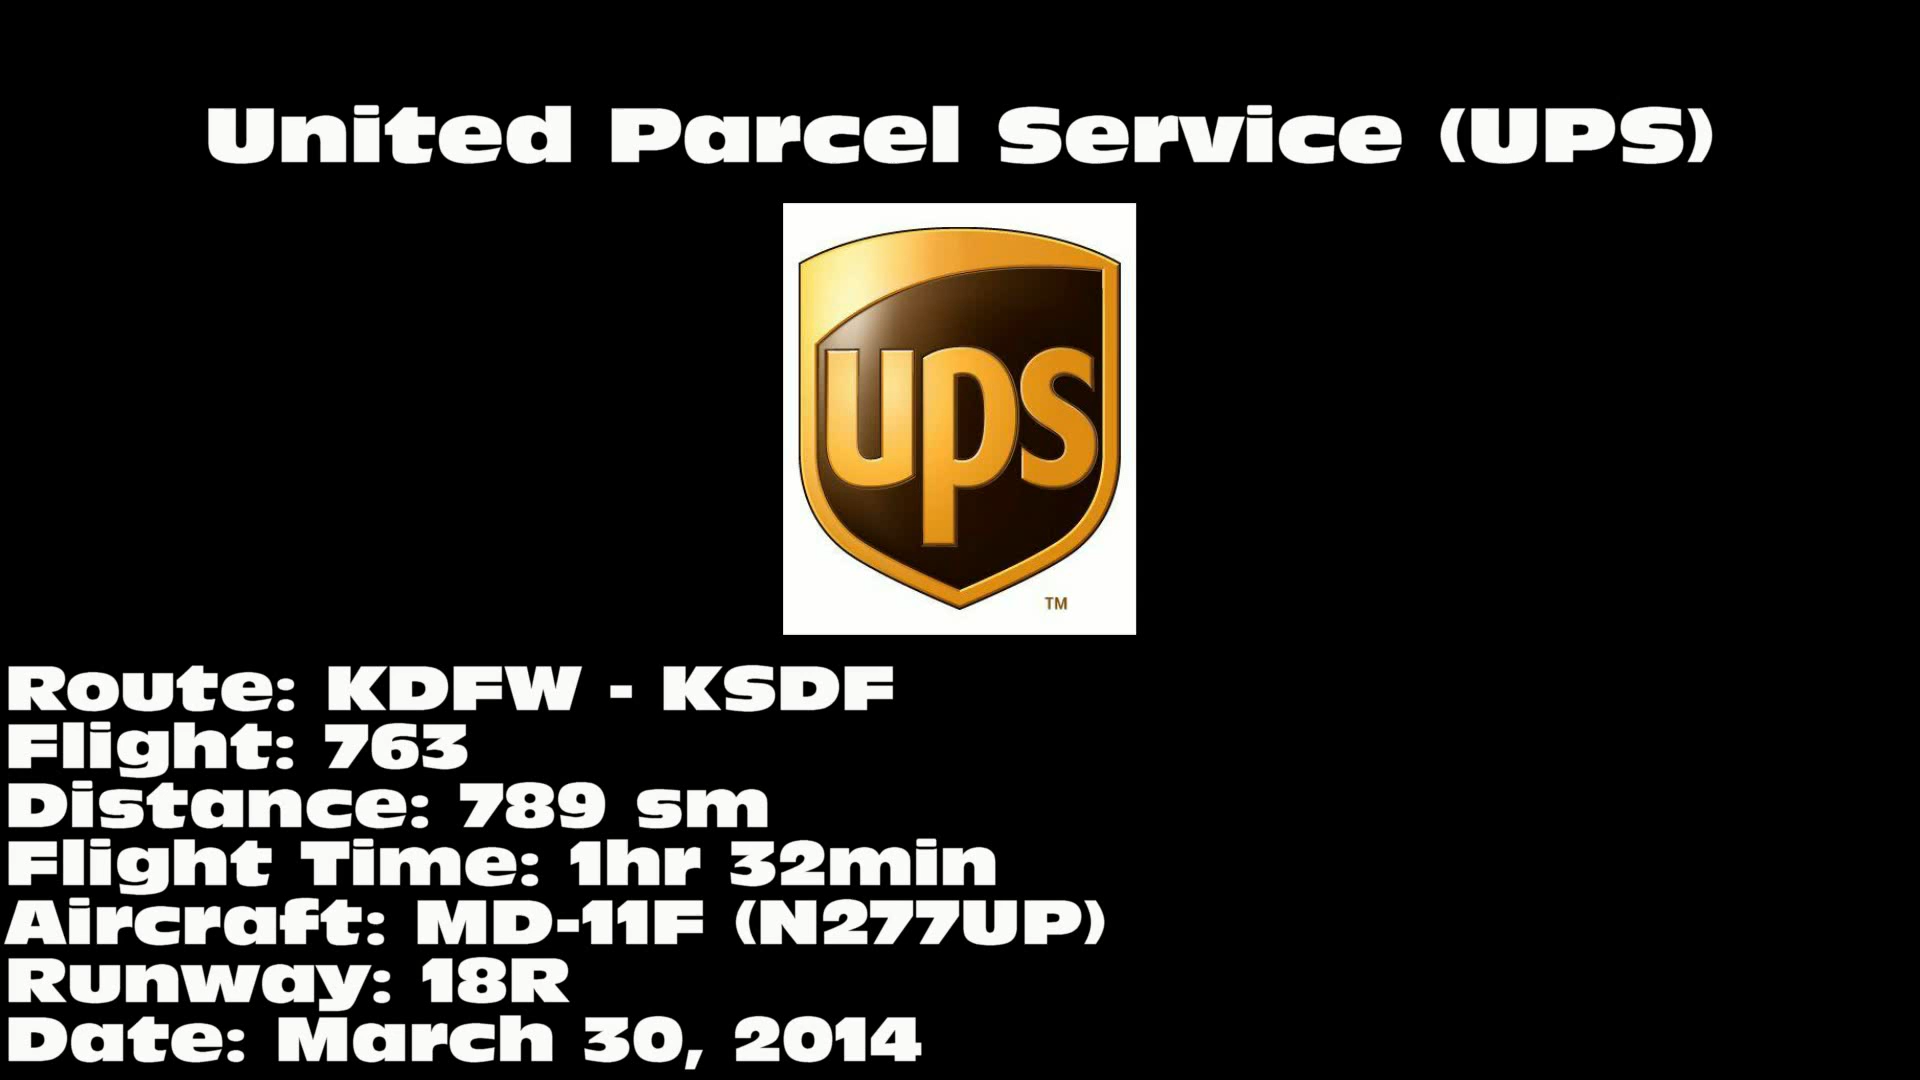 United Parcel Service (UPS)
ups
TM
Route: KDFW - KSDF
Flight: 763
Distance: 789 sm
Flight Time: 1hr 32min
Aircraft: MD-11F (N277UP)
Runway: 18R
Date: March 30, 2014